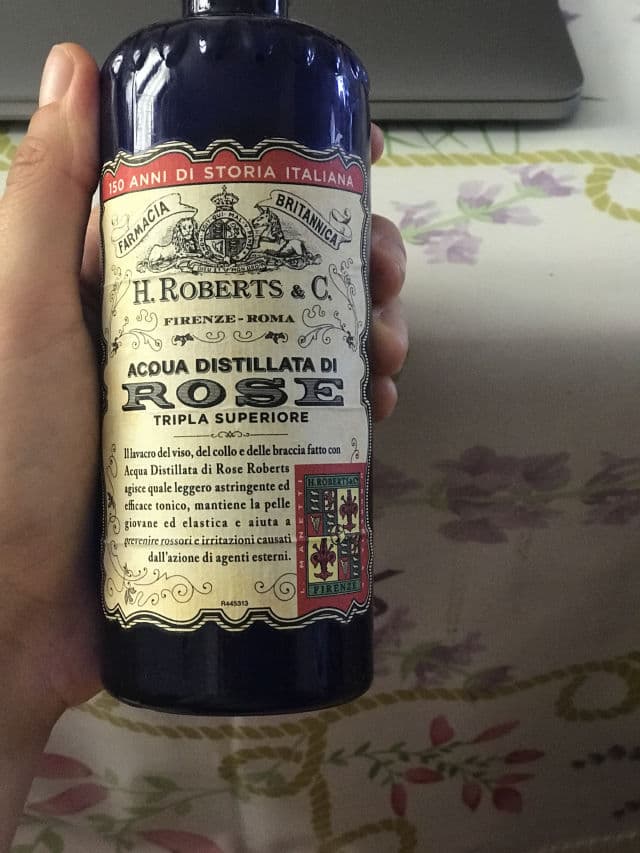 150 ANNI DI STORIA ITALIANA
FARMACIA BRITANNICA
H. ROBERTS & C.
FIRENZE - ROMA
ACQUA DISTILLATA DI
ROSE
TRIPLA SUPERIORE
Il lavacro del viso, del collo e delle braccia fatto con
Acqua Distillata di Rose Roberts
agisce quale leggero astringente ed
efficace tonico, mantiene la pelle
giovane ed elastica e aiuta a
prevenire rossori e irritazioni causati
dall'azione di agenti esterni.
H. ROBERTS & C.
L. MANETTI
FIRENZE
R445313